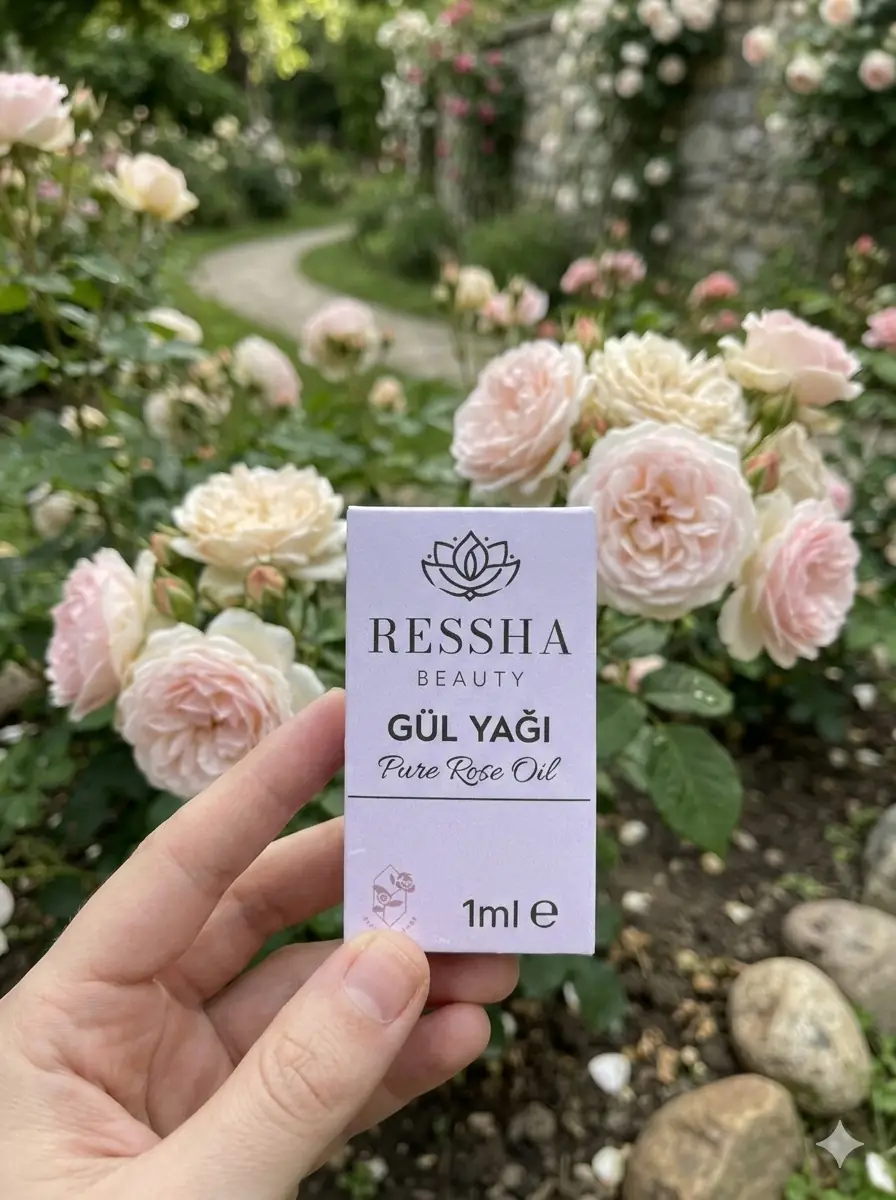 RESSHA
BEAUTY
GÜL YAĞI
Pure Rose Oil
1ml ℮